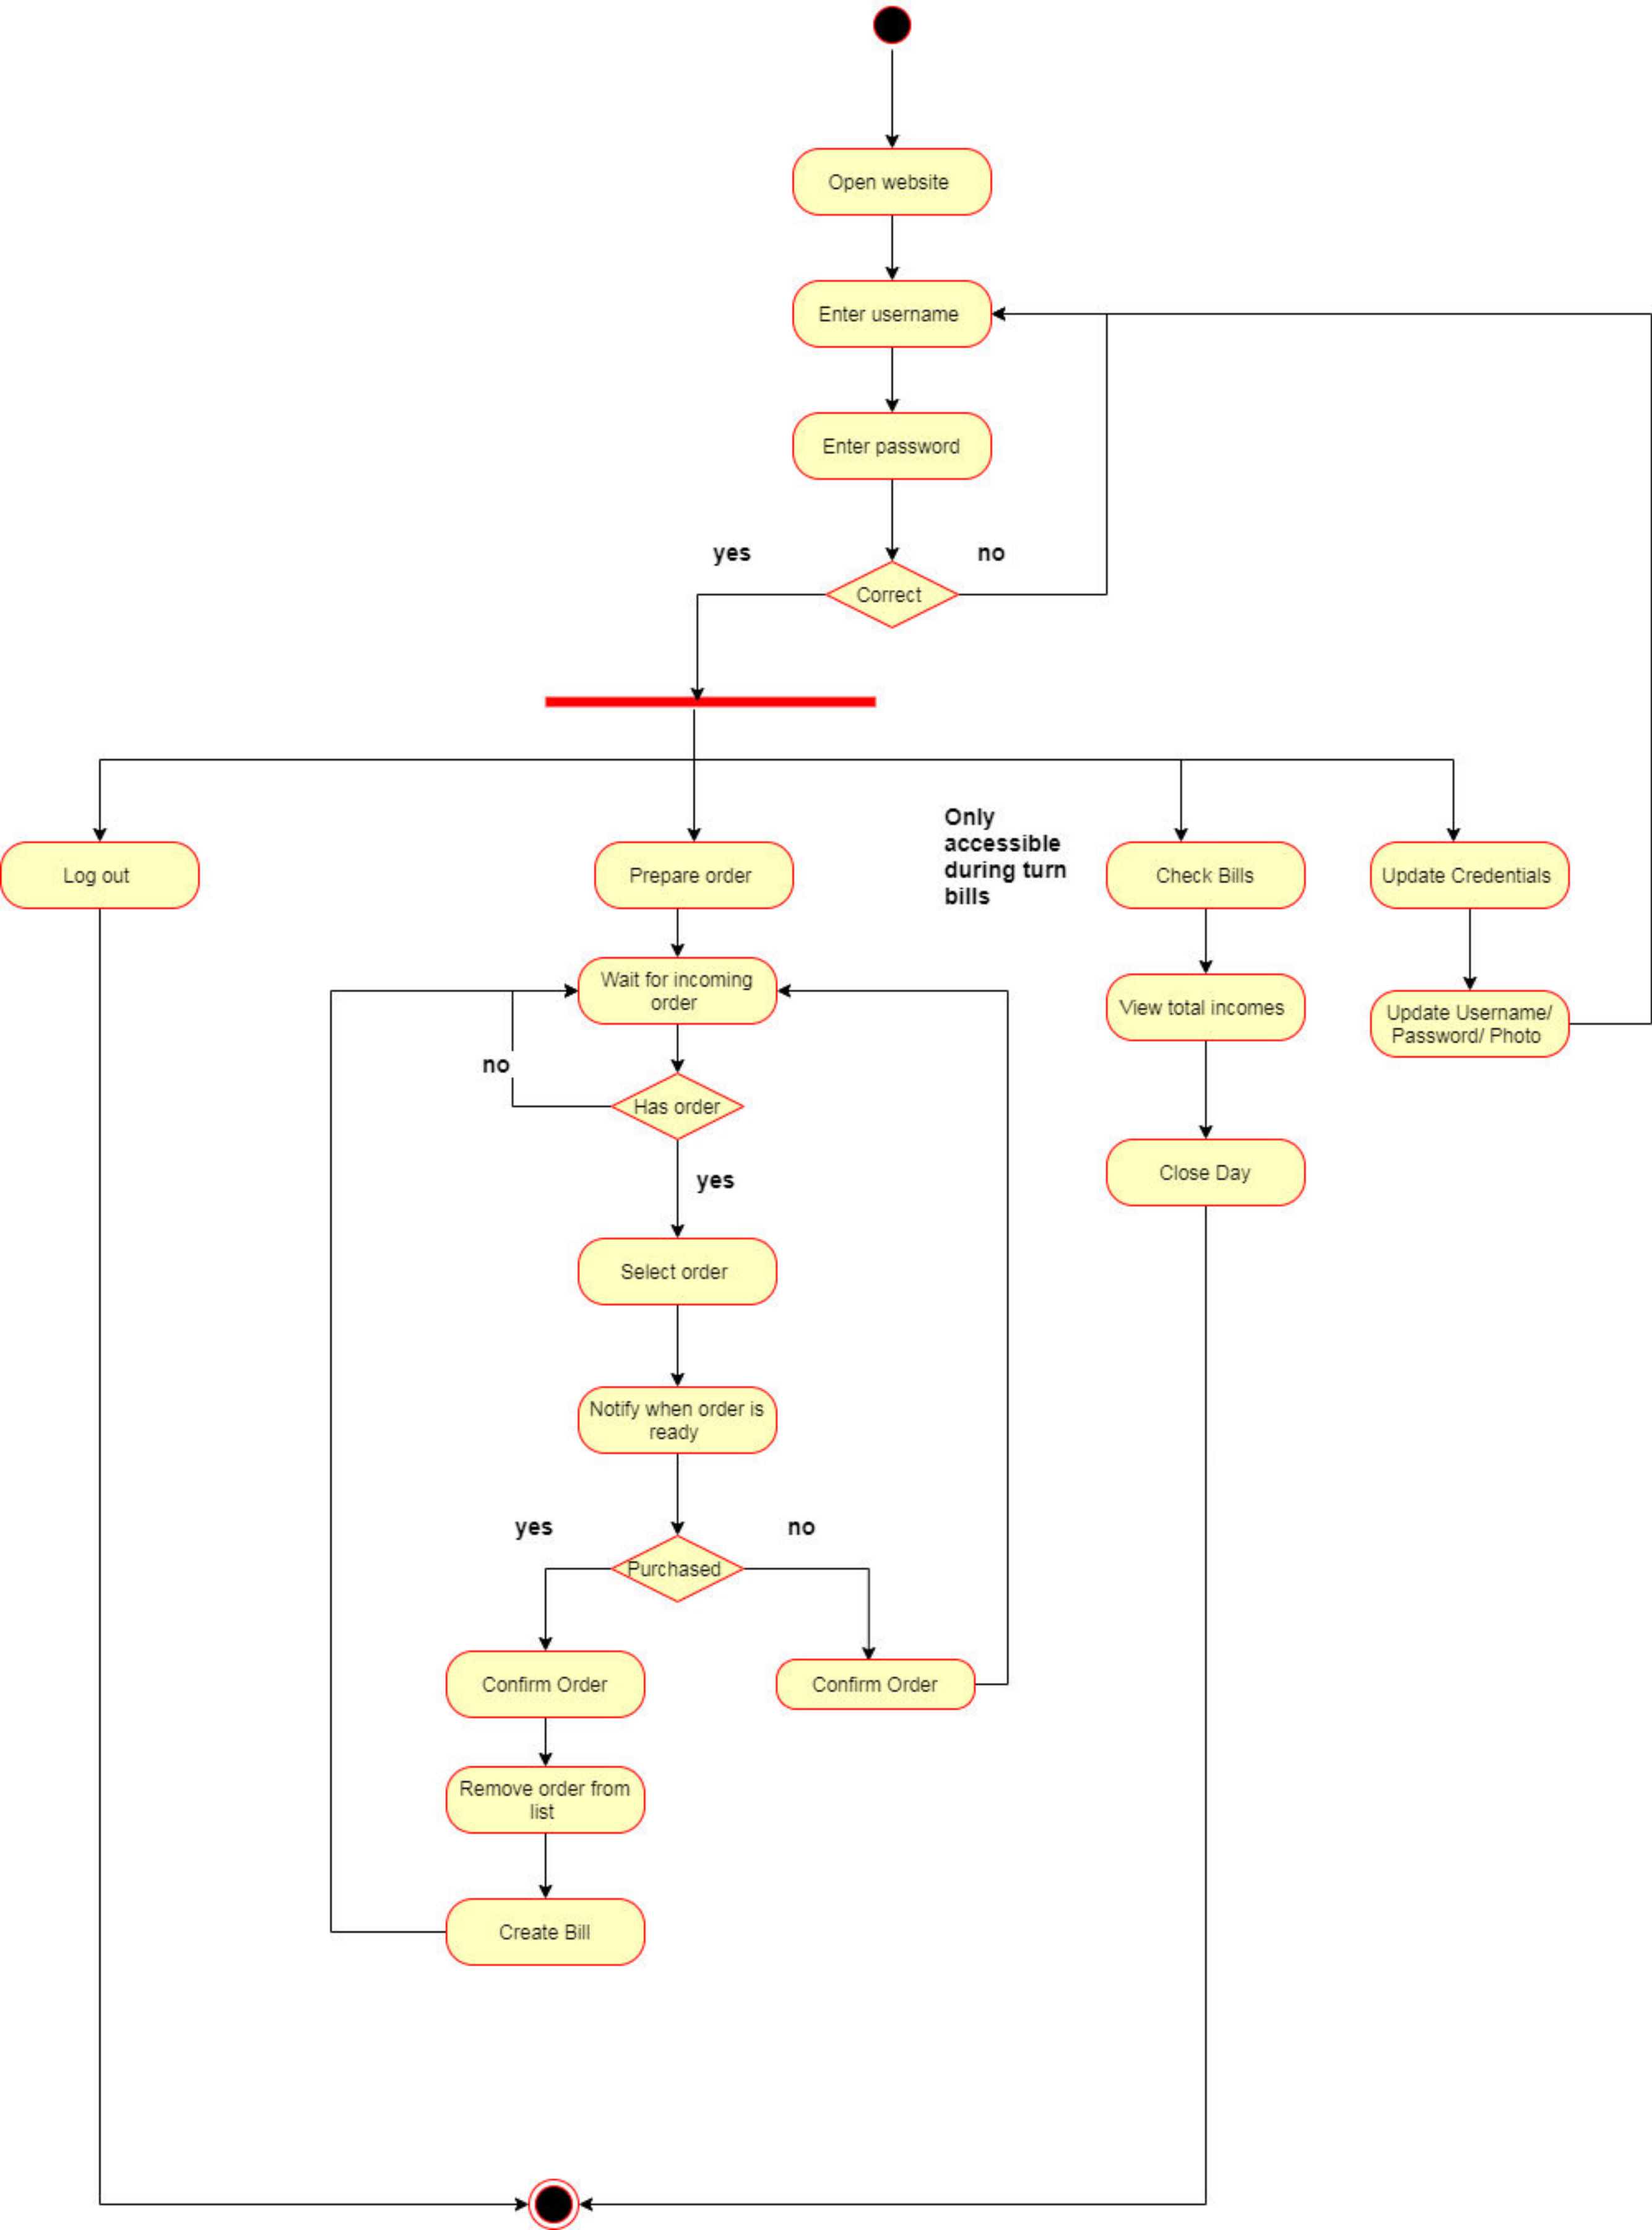 Open website
Enter username
Enter password
yes
no
Correct
Only
accessible
during turn
bills
Log out
Prepare order
Check Bills
Update Credentials
Wait for incoming
order
View total incomes
Update Username/
Password/ Photo
no
Has order
yes
Close Day
Select order
Notify when order is
ready
yes
no
Purchased
Confirm Order
Confirm Order
Remove order from
list
Create Bill